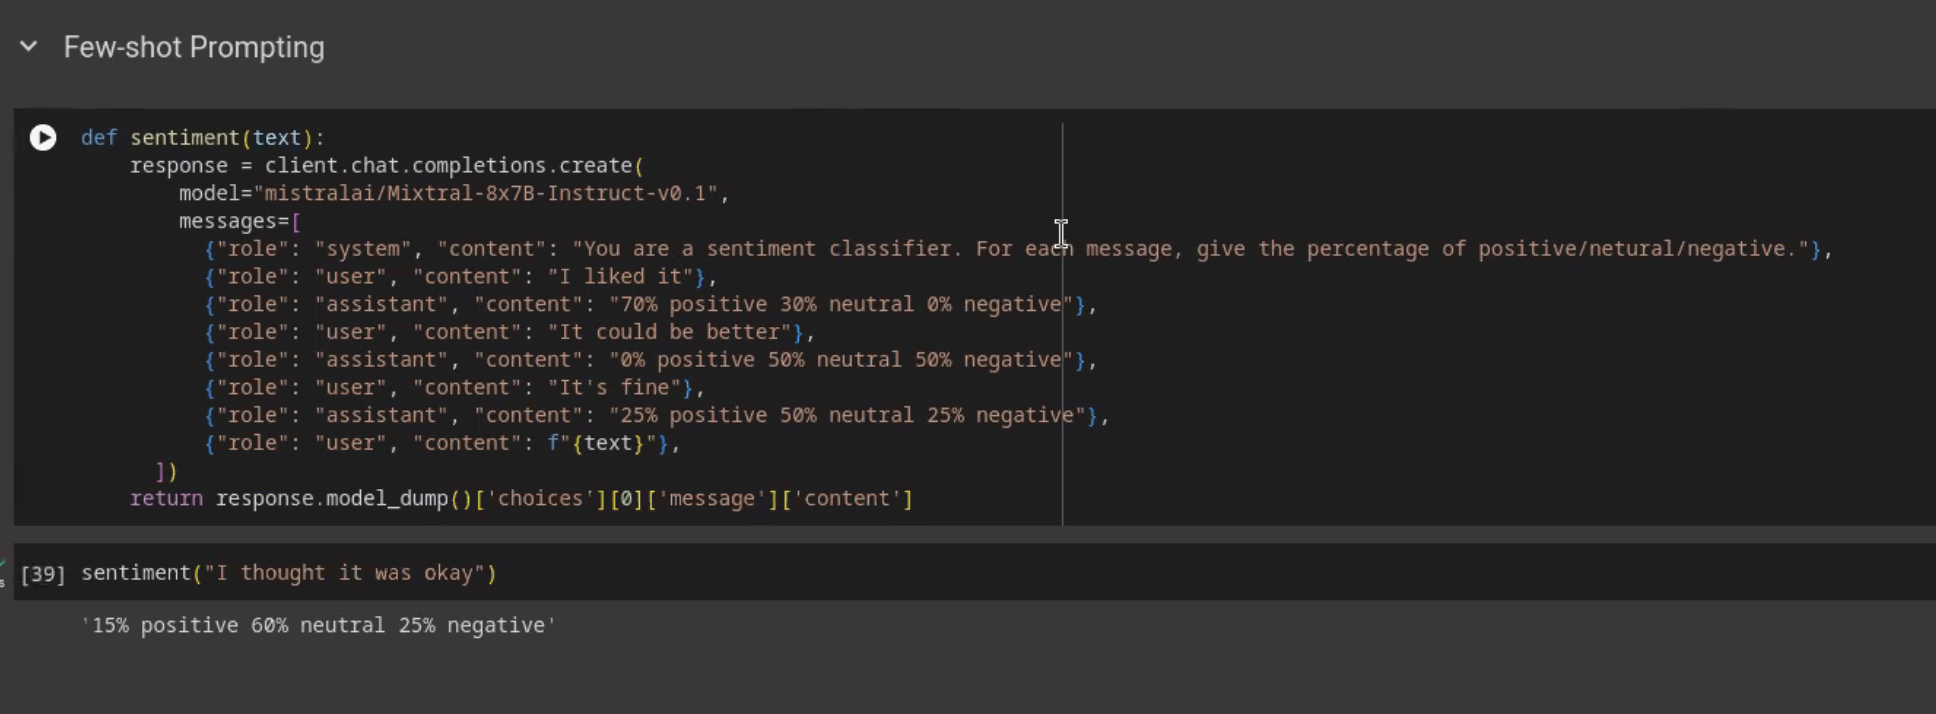 Few-shot Prompting
def sentiment(text):
response = client.chat.completions.create(
model="mistralai/Mixtral-8x7B-Instruct-v0.1",
messages=[
{"role": "system", "content": "You are a sentiment classifier. For each message, give the percentage of positive/netural/negative."},
{"role": "user", "content": "I liked it"},
{"role": "assistant", "content": "70% positive 30% neutral 0% negative"},
{"role": "user", "content": "It could be better"},
{"role": "assistant", "content": "0% positive 50% neutral 50% negative"},
{"role": "user", "content": "It's fine"},
{"role": "assistant", "content": "25% positive 50% neutral 25% negative"},
{"role": "user", "content": f"{text}"},
])
return response.model_dump()['choices'][0]['message']['content']
[39] sentiment("I thought it was okay")
'15% positive 60% neutral 25% negative'